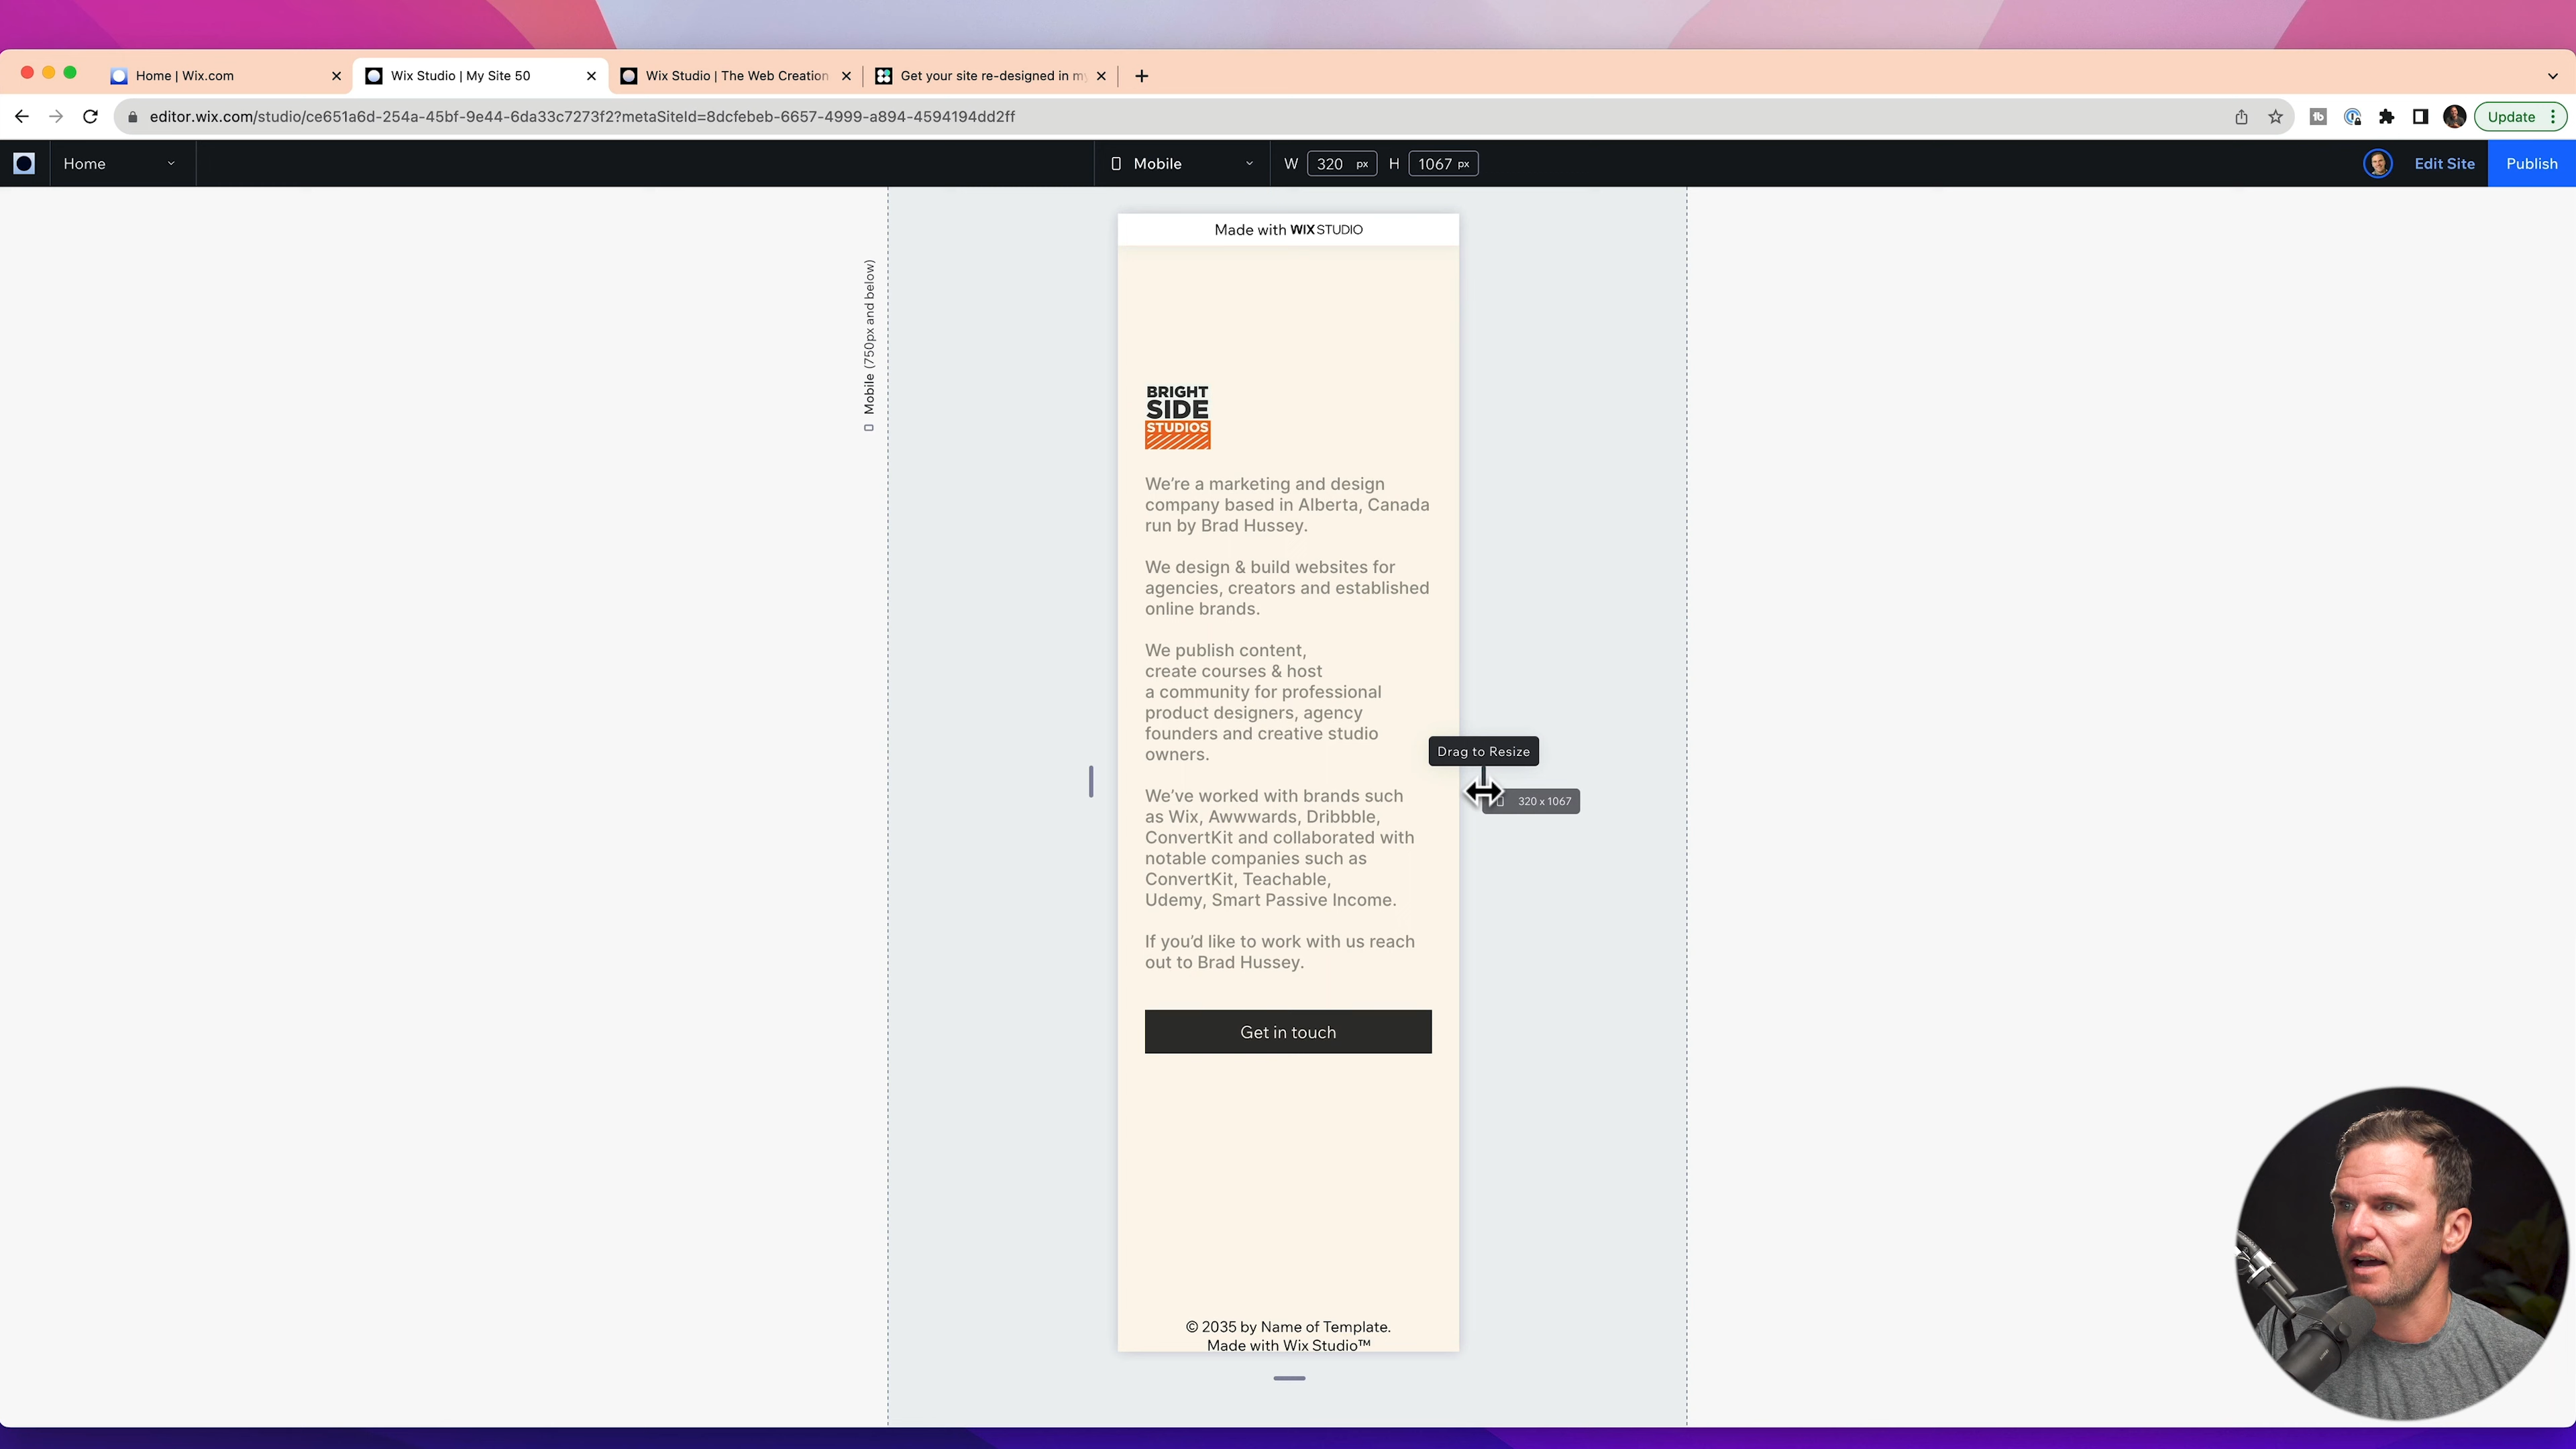 Home | Wix.com
Wix Studio | My Site 50
Wix Studio | The Web Creation
Get your site re-designed in my
editor.wix.com/studio/ce651a6d-254a-45bf-9e44-6da33c7273f2?metaSiteId=8dcfebeb-6657-4999-a894-4594194dd2ff
Update
Home
Mobile
W 320 px H 1067 px
Edit Site
Publish
Made with WIX STUDIO
Mobile (750px and below)
BRIGHT
SIDE
STUDIOS
We’re a marketing and design
company based in Alberta, Canada
run by Brad Hussey.
We design & build websites for
agencies, creators and established
online brands.
We publish content,
create courses & host
a community for professional
product designers, agency
founders and creative studio
owners.
Drag to Resize
320 x 1067
We’ve worked with brands such
as Wix, Awwwards, Dribbble,
ConvertKit and collaborated with
notable companies such as
ConvertKit, Teachable,
Udemy, Smart Passive Income.
If you’d like to work with us reach
out to Brad Hussey.
Get in touch
© 2035 by Name of Template.
Made with Wix Studio™